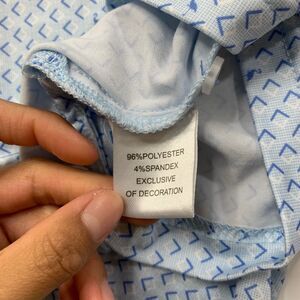 96%POLYESTER
4%SPANDEX
EXCLUSIVE
OF DECORATION